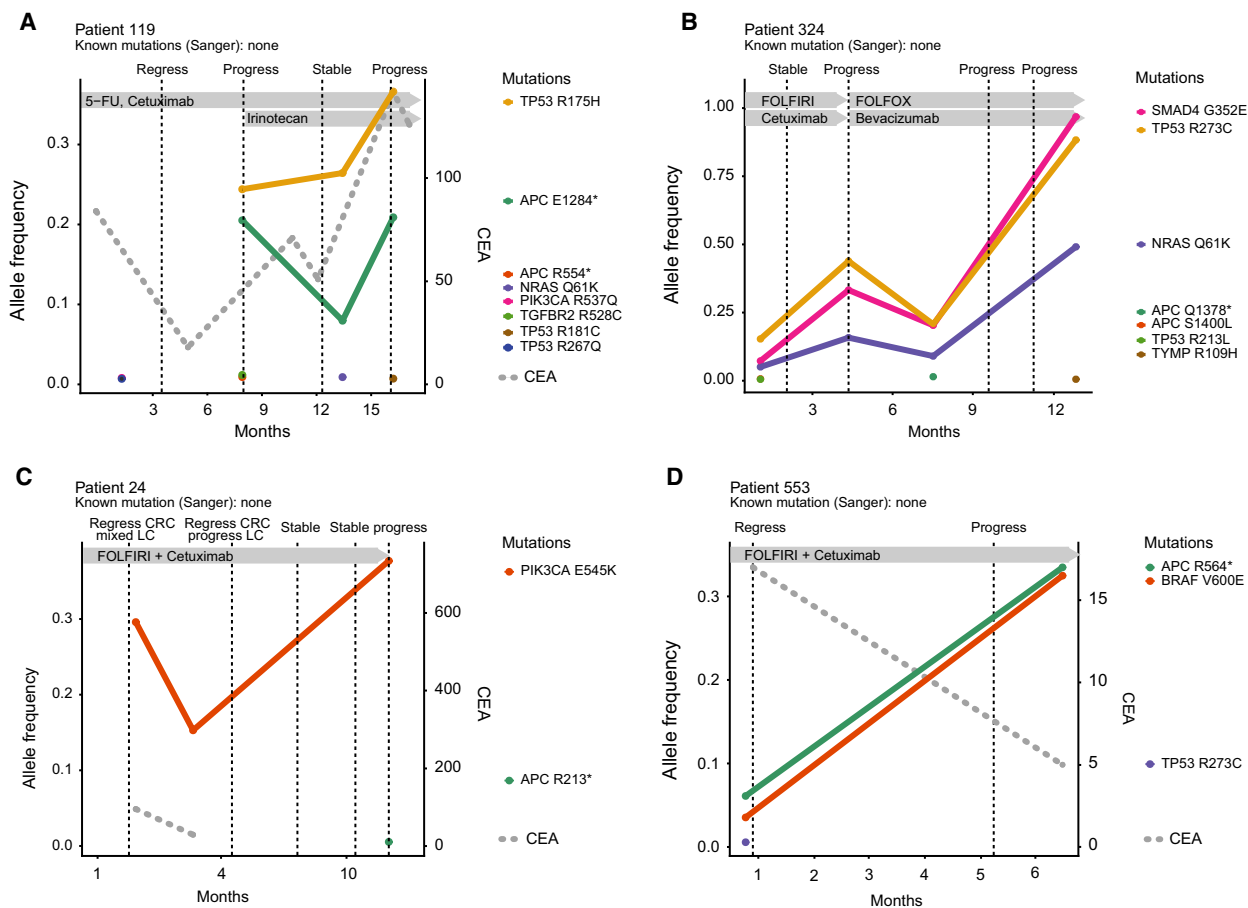 A
Patient 119
Known mutations (Sanger): none
Regress Progress Stable Progress
5−FU, Cetuximab
Irinotecan
Allele frequency
0.3
0.2
0.1
0.0
100
50
0
CEA
3 6 9 12 15
Months
Mutations
TP53 R175H
APC E1284*
APC R554*
NRAS Q61K
PIK3CA R537Q
TGFBR2 R528C
TP53 R181C
TP53 R267Q
CEA
B
Patient 324
Known mutation (Sanger): none
Stable Progress Progress Progress
FOLFIRI FOLFOX
Cetuximab Bevacizumab
Allele frequency
1.00
0.75
0.50
0.25
0.00
3 6 9 12
Months
Mutations
SMAD4 G352E
TP53 R273C
NRAS Q61K
APC Q1378*
APC S1400L
TP53 R213L
TYMP R109H
C
Patient 24
Known mutation (Sanger): none
Regress CRC Regress CRC
mixed LC progress LC Stable Stable progress
FOLFIRI + Cetuximab
Allele frequency
0.3
0.2
0.1
0.0
600
400
200
0
CEA
1 4 10
Months
Mutations
PIK3CA E545K
APC R213*
CEA
D
Patient 553
Known mutation (Sanger): none
Regress Progress
FOLFIRI + Cetuximab
Allele frequency
0.3
0.2
0.1
0.0
15
10
5
0
CEA
1 2 3 4 5 6
Months
Mutations
APC R564*
BRAF V600E
TP53 R273C
CEA